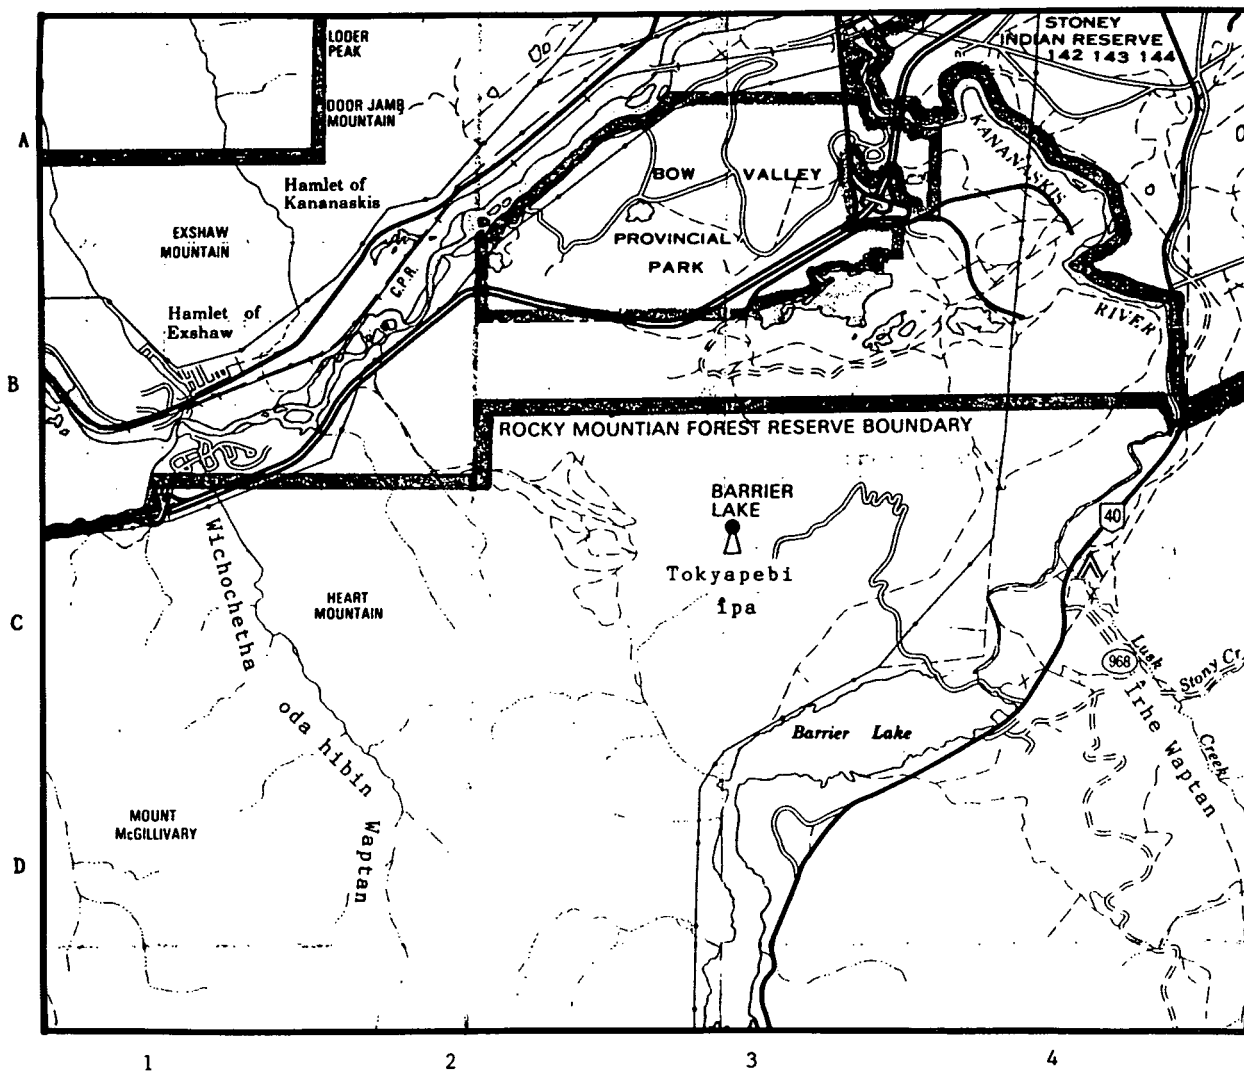 STONEY
INDIAN RESERVE
142 143 144
LODER
PEAK
DOOR JAMB
MOUNTAIN
A
KANANASKIS
Hamlet of
Kananaskis
BOW VALLEY
EXSHAW
MOUNTAIN
PROVINCIAL
PARK
C.P.R.
RIVER
Hamlet of
Exshaw
B
ROCKY MOUNTIAN FOREST RESERVE BOUNDARY
BARRIER
LAKE
40
Tokyapebi
îpa
Wichochetha
oda hibin
Waptan
HEART
MOUNTAIN
C
Lusk
Creek
968
Stony Cr.
Îrhe Waptan
Barrier Lake
MOUNT
McGILLIVARY
D
1 2 3 4